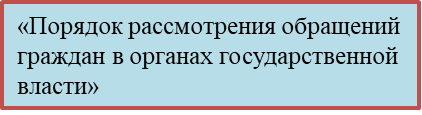 «Порядок рассмотрения обращений
граждан в органах государственной
власти»